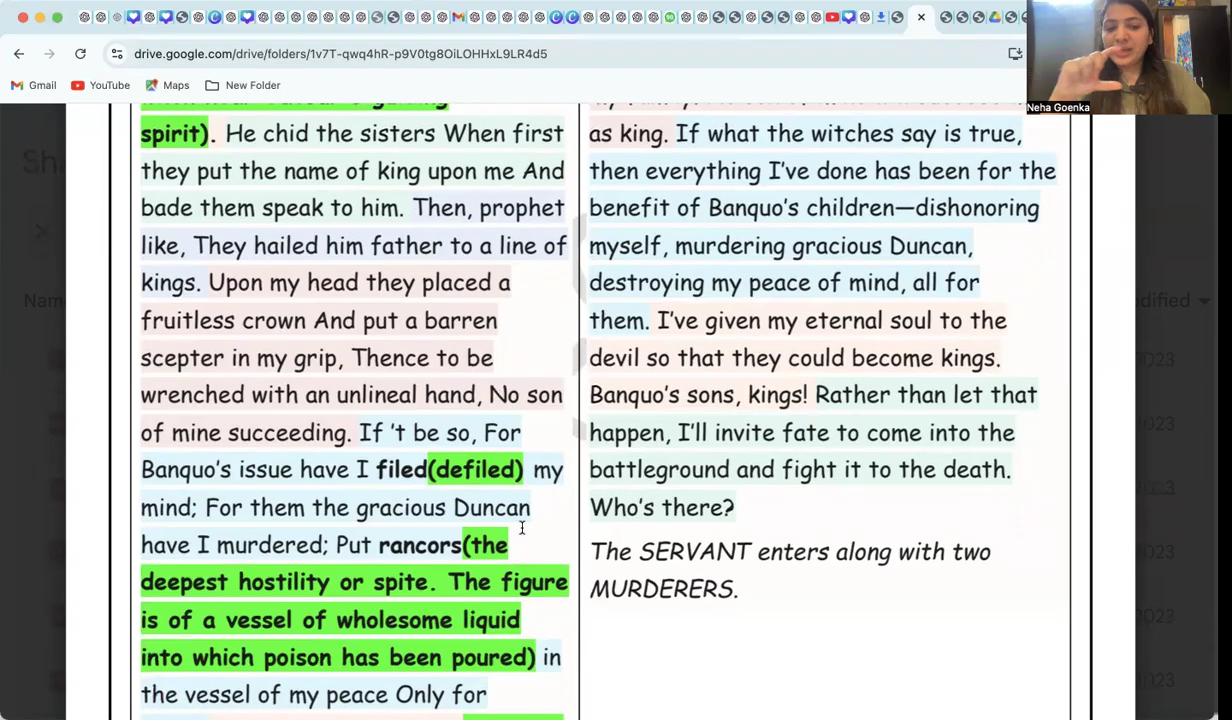 drive.google.com/drive/folders/1v7T-qwq4hR-p9V0tg8OiLOHHxL9LR4d5
Gmail
YouTube
Maps
New Folder
Neha Goenka
spirit). He chid the sisters When first
they put the name of king upon me And
bade them speak to him. Then, prophet
like, They hailed him father to a line of
kings. Upon my head they placed a
fruitless crown And put a barren
scepter in my grip, Thence to be
wrenched with an unlineal hand, No son
of mine succeeding. If 't be so, For
Banquo's issue have I filed(defiled) my
mind; For them the gracious Duncan
have I murdered; Put rancors(the
deepest hostility or spite. The figure
is of a vessel of wholesome liquid
into which poison has been poured) in
the vessel of my peace Only for
as king. If what the witches say is true,
then everything I've done has been for the
benefit of Banquo's children—dishonoring
myself, murdering gracious Duncan,
destroying my peace of mind, all for
them. I've given my eternal soul to the
devil so that they could become kings.
Banquo's sons, kings! Rather than let that
happen, I'll invite fate to come into the
battleground and fight it to the death.
Who's there?
The SERVANT enters along with two
MURDERERS.